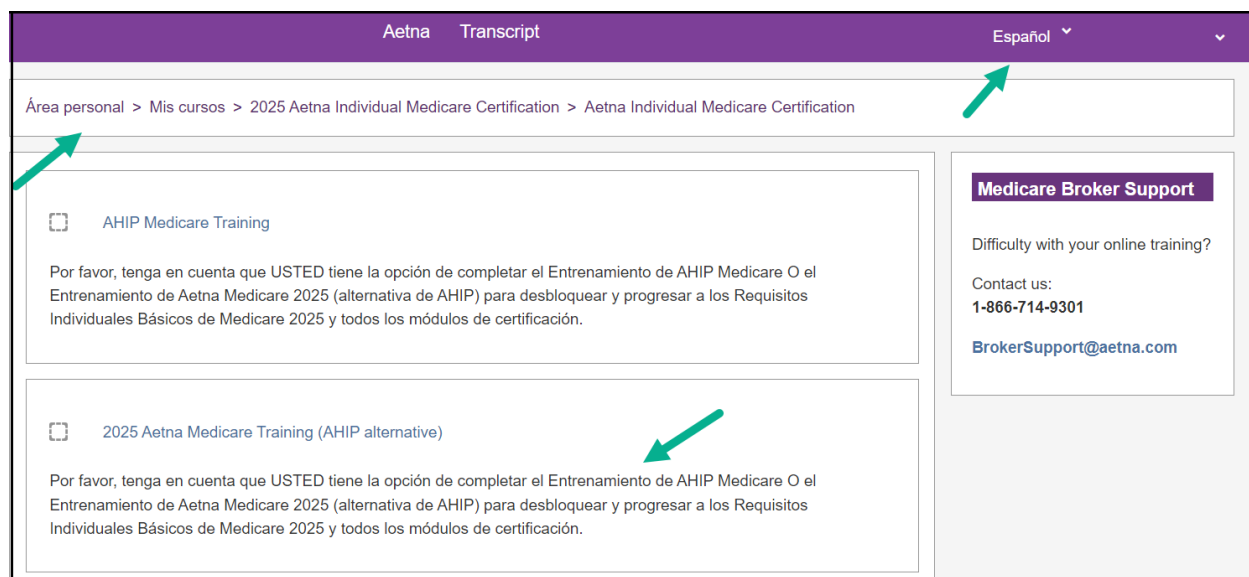 Aetna Transcript Español
Área personal > Mis cursos > 2025 Aetna Individual Medicare Certification > Aetna Individual Medicare Certification
AHIP Medicare Training
Por favor, tenga en cuenta que USTED tiene la opción de completar el Entrenamiento de AHIP Medicare O el
Entrenamiento de Aetna Medicare 2025 (alternativa de AHIP) para desbloquear y progresar a los Requisitos
Individuales Básicos de Medicare 2025 y todos los módulos de certificación.
2025 Aetna Medicare Training (AHIP alternative)
Por favor, tenga en cuenta que USTED tiene la opción de completar el Entrenamiento de AHIP Medicare O el
Entrenamiento de Aetna Medicare 2025 (alternativa de AHIP) para desbloquear y progresar a los Requisitos
Individuales Básicos de Medicare 2025 y todos los módulos de certificación.
Medicare Broker Support
Difficulty with your online training?
Contact us:
1-866-714-9301
BrokerSupport@aetna.com